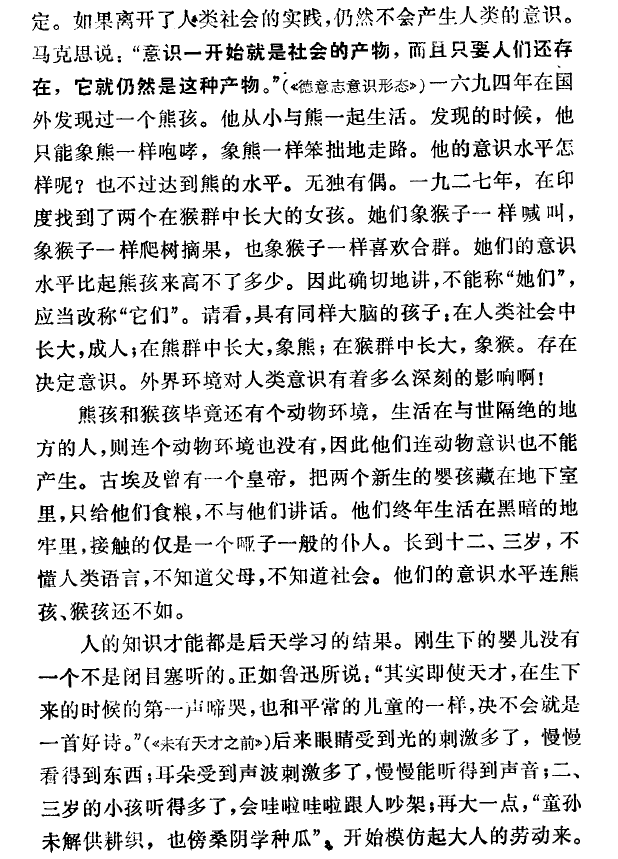 定。如果离开了人类社会的实践，仍然不会产生人类的意识。
马克思说：“意识一开始就是社会的产物，而且只要人们还存
在，它就仍然是这种产物。”（《德意志意识形态》）一六九四年在国
外发现过一个熊孩。他从小与熊一起生活。发现的时候，他
只能象熊一样咆哮，象熊一样笨拙地走路。他的意识水平怎
样呢？也不过达到熊的水平。无独有偶。一九二七年，在印
度找到了两个在猴群中长大的女孩。她们象猴子一样喊叫，
象猴子一样爬树摘果，也象猴子一样喜欢合群。她们的意识
水平比起熊孩来高不了多少。因此确切地讲，不能称“她们”，
应当改称“它们”。请看，具有同样大脑的孩子，在人类社会中
长大，成人；在熊群中长大，象熊；在猴群中长大，象猴。存在
决定意识。外界环境对人类意识有着多么深刻的影响啊！
熊孩和猴孩毕竟还有个动物环境，生活在与世隔绝的地
方的人，则连个动物环境也没有，因此他们连动物意识也不能
产生。古埃及曾有一个皇帝，把两个新生的婴孩藏在地下室
里，只给他们食粮，不与他们讲话。他们终年生活在黑暗的地
牢里，接触的仅是一个哑子一般的仆人。长到十二、三岁，不
懂人类语言，不知道父母，不知道社会。他们的意识水平连熊
孩、猴孩还不如。
人的知识才能都是后天学习的结果。刚生下的婴儿没有
一个不是闭目塞听的。正如鲁迅所说：“其实即使天才，在生下
来的时候的第一声啼哭，也和平常的儿童的一样，决不会就是
一首好诗。”（《未有天才之前》）后来眼睛受到光的刺激多了，慢慢
看得到东西；耳朵受到声波刺激多了，慢慢能听得到声音；二、
三岁的小孩听得多了，会哇啦哇啦跟人吵架；再大一点，“童孙
未解供耕织，也傍桑阴学种瓜”，开始模仿起大人的劳动来。